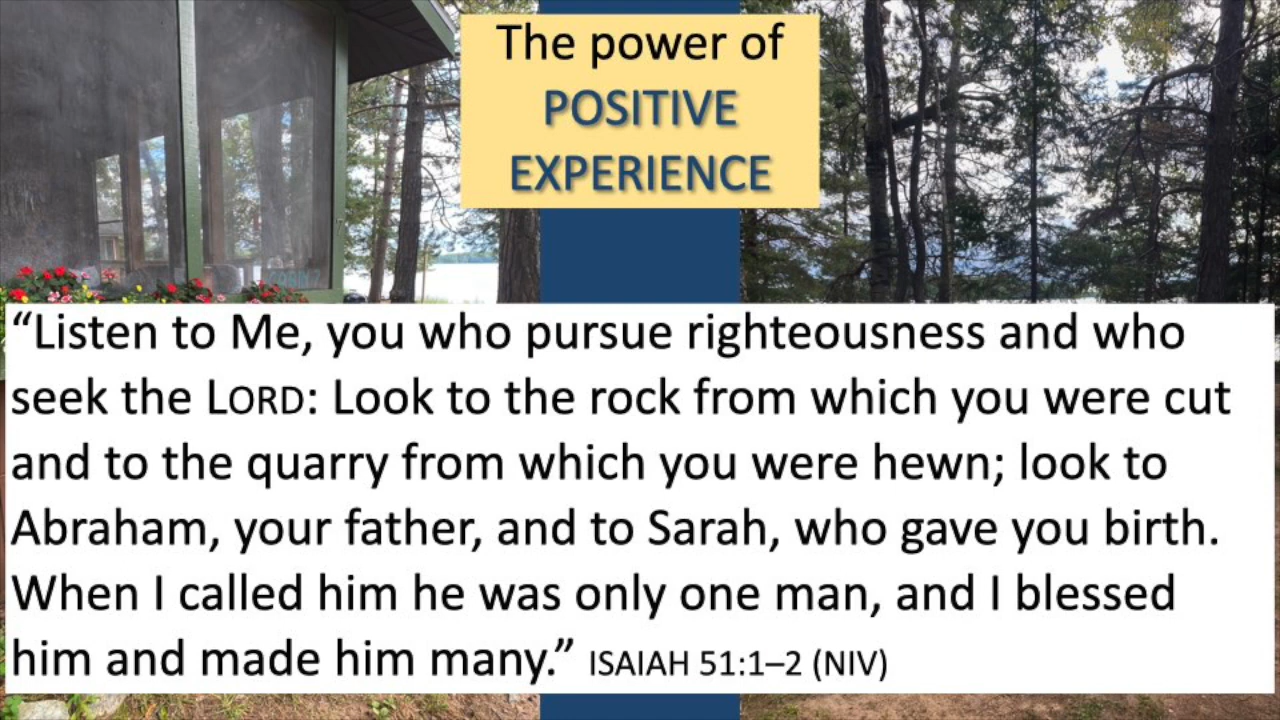 The power of
POSITIVE
EXPERIENCE
“Listen to Me, you who pursue righteousness and who
seek the LORD: Look to the rock from which you were cut
and to the quarry from which you were hewn; look to
Abraham, your father, and to Sarah, who gave you birth.
When I called him he was only one man, and I blessed
him and made him many.” ISAIAH 51:1–2 (NIV)